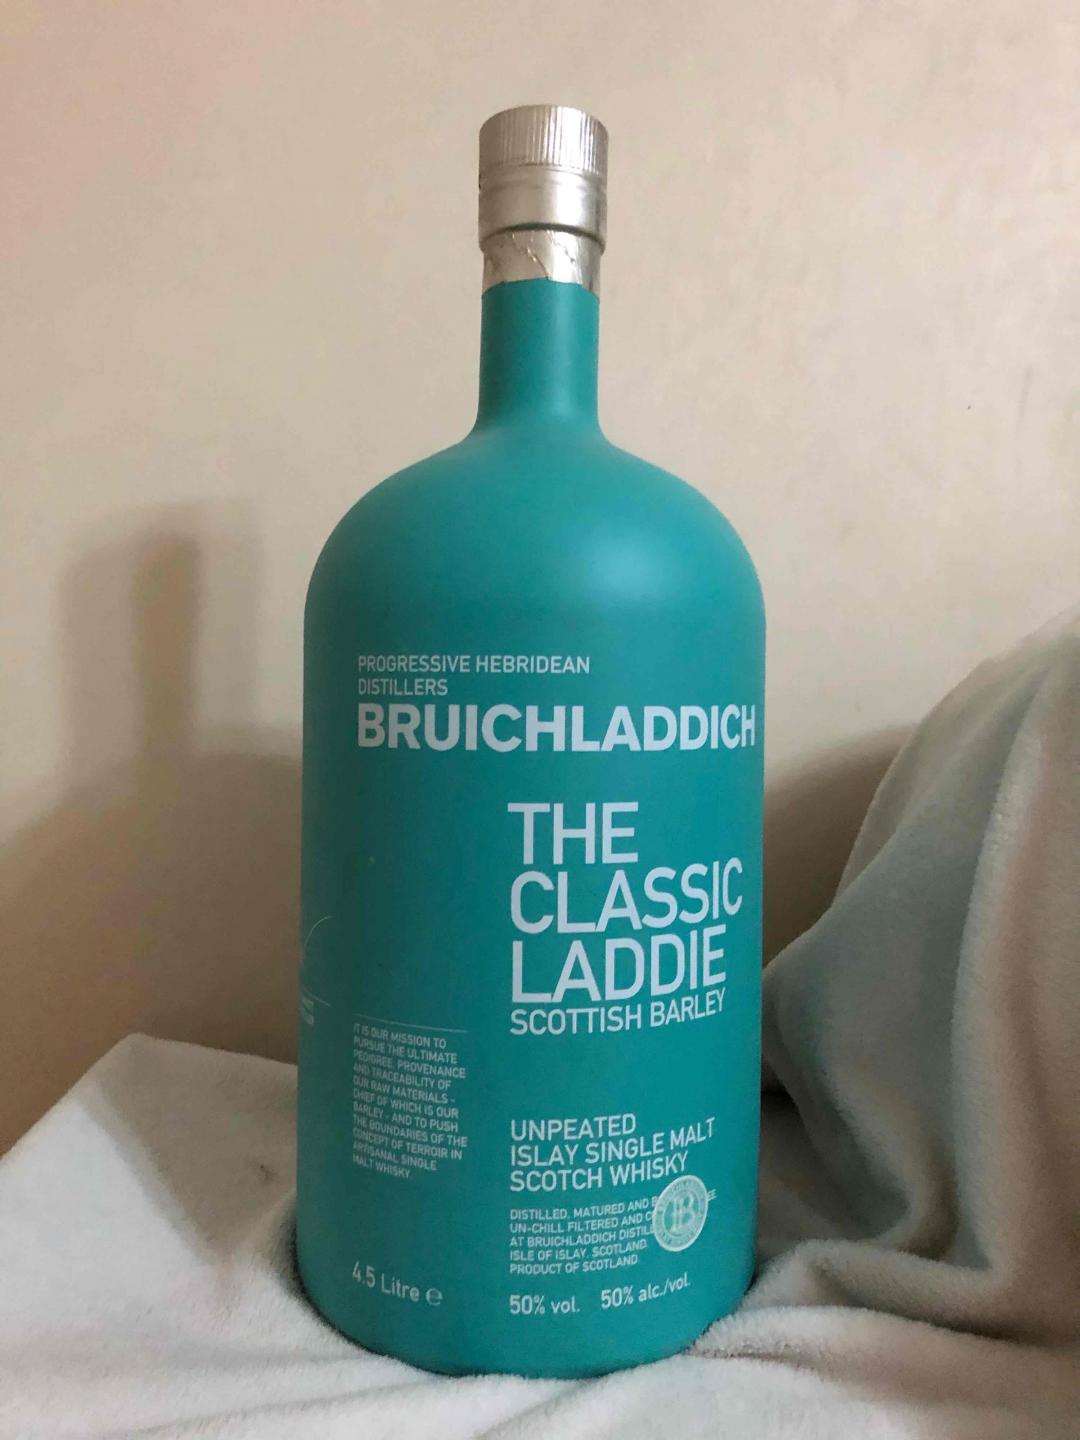 PROGRESSIVE HEBRIDEAN
DISTILLERS
BRUICHLADDICH
THE
CLASSIC
LADDIE
SCOTTISH BARLEY
IT IS OUR MISSION TO
PURSUE THE ULTIMATE
PEDIGREE, PROVENANCE
AND TRACEABILITY OF
OUR RAW MATERIALS -
CHIEF OF WHICH IS OUR
BARLEY - AND TO PUSH
THE BOUNDARIES OF THE
CONCEPT OF TERROIR IN
ARTISANAL SINGLE
MALT WHISKY.
UNPEATED
ISLAY SINGLE MALT
SCOTCH WHISKY
DISTILLED, MATURED AND
UN-CHILL FILTERED AND
AT BRUICHLADDICH
ISLE OF ISLAY, SCOTLAND.
PRODUCT OF SCOTLAND
B
4.5 Litre e
50% vol. 50% alc./vol.